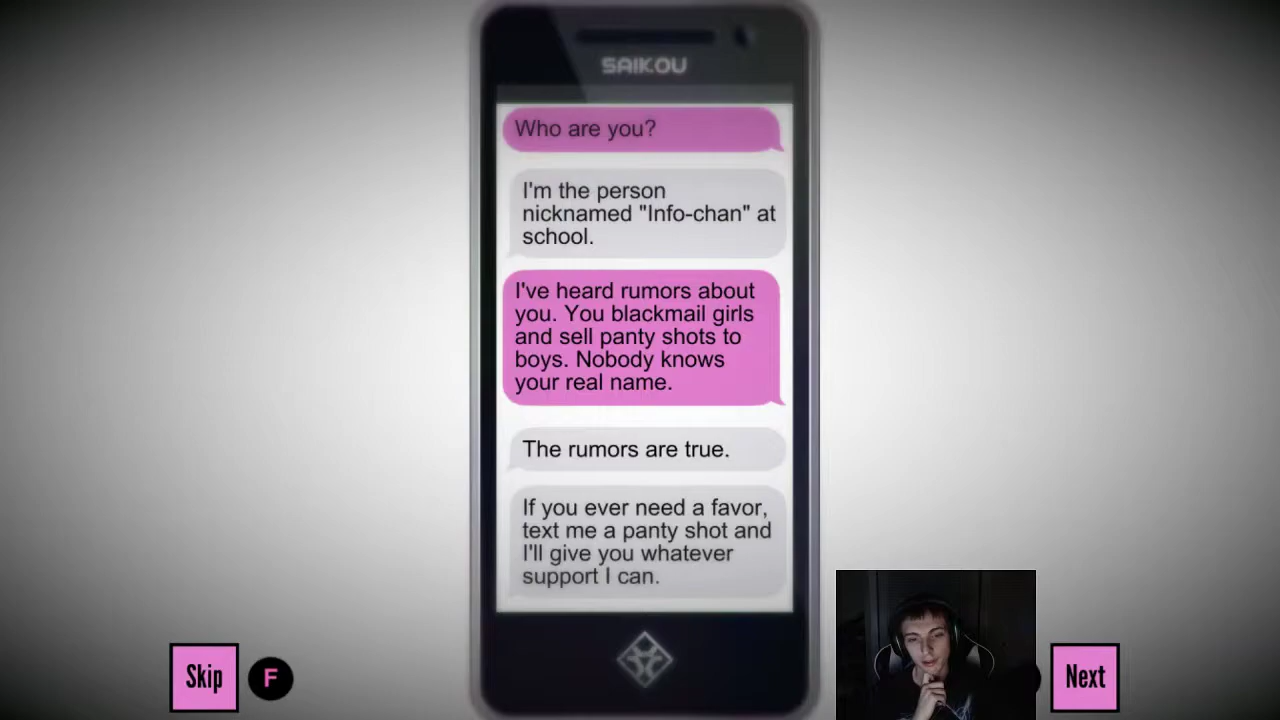 SAIKOU
Who are you?
I'm the person
nicknamed "Info-chan" at
school.
I've heard rumors about
you. You blackmail girls
and sell panty shots to
boys. Nobody knows
your real name.
The rumors are true.
If you ever need a favor,
text me a panty shot and
I'll give you whatever
support I can.
Skip
F
Next